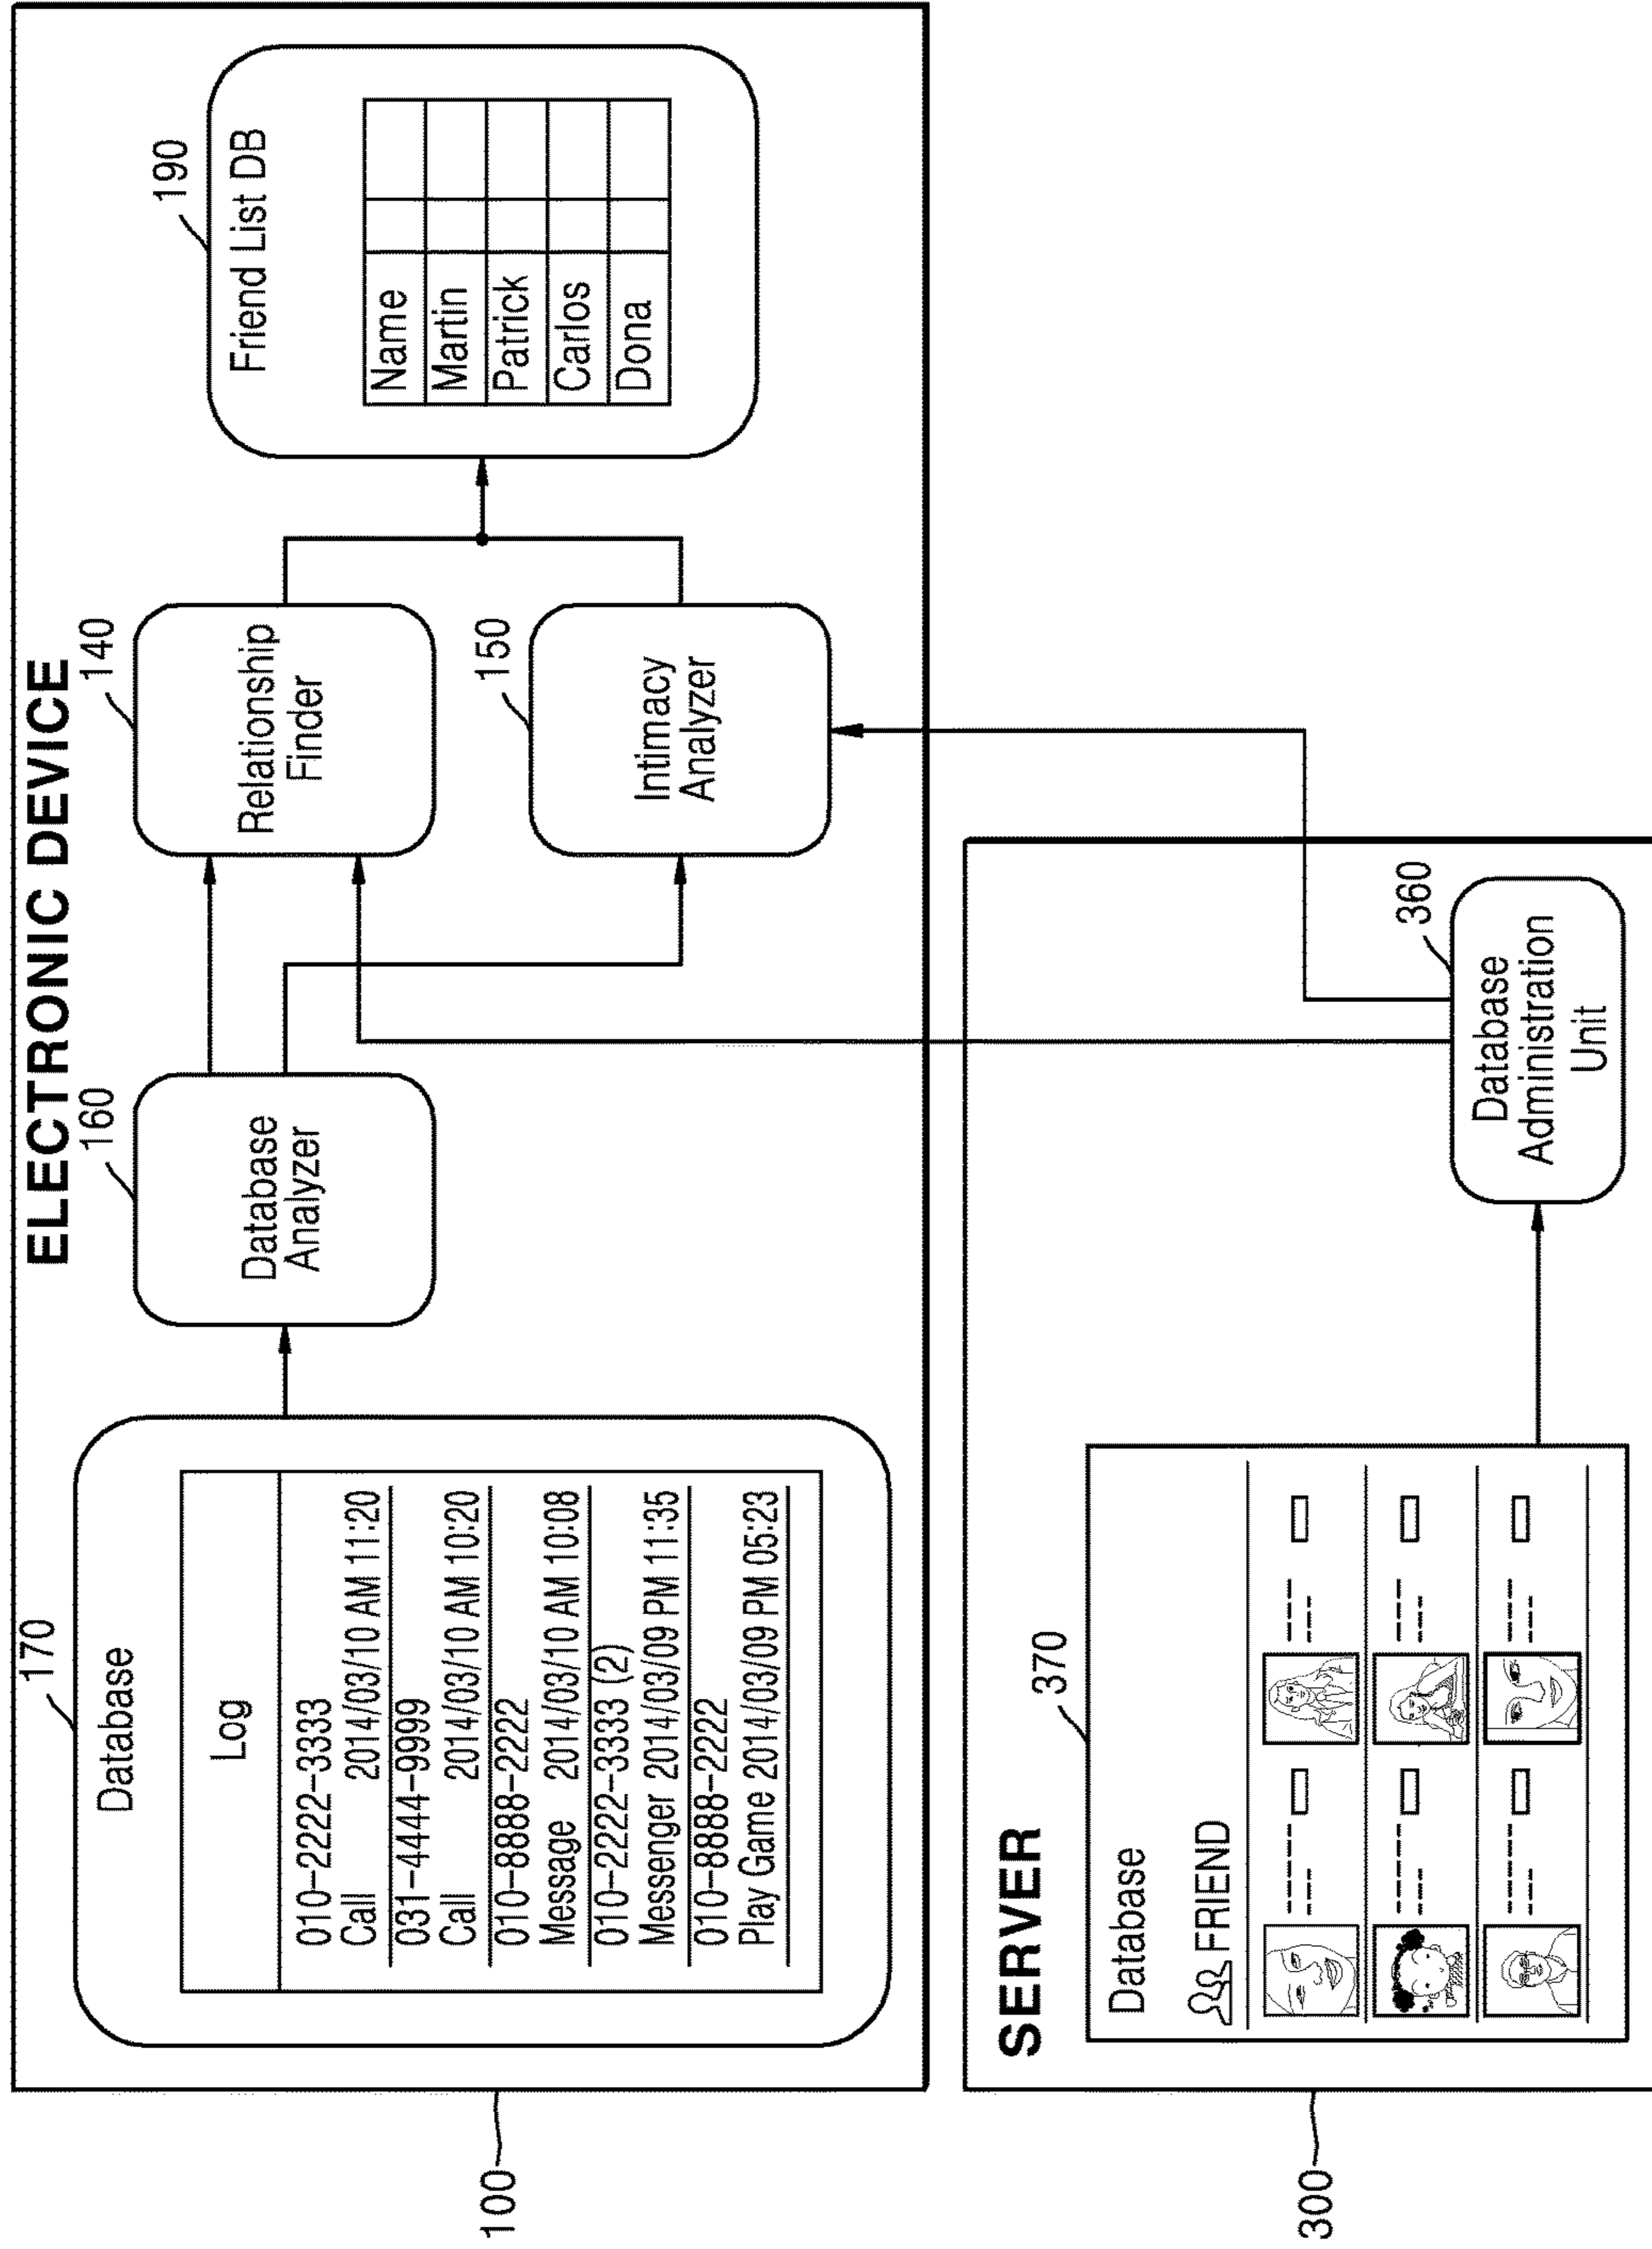 ELECTRONIC DEVICE
170
Database
Log
010-2222-3333
Call 2014/03/10 AM 11:20
031-4444-9999
Call 2014/03/10 AM 10:20
010-8888-2222
Message 2014/03/10 AM 10:08
010-2222-3333 (2)
Messenger 2014/03/09 PM 11:35
010-8888-2222
Play Game 2014/03/09 PM 05:23
160
Database
Analyzer
140
Relationship
Finder
150
Intimacy
Analyzer
190
Friend List DB
Name
Martin
Patrick
Carlos
Dona
100
SERVER
370
Database
FRIEND
360
Database
Administration
Unit
300